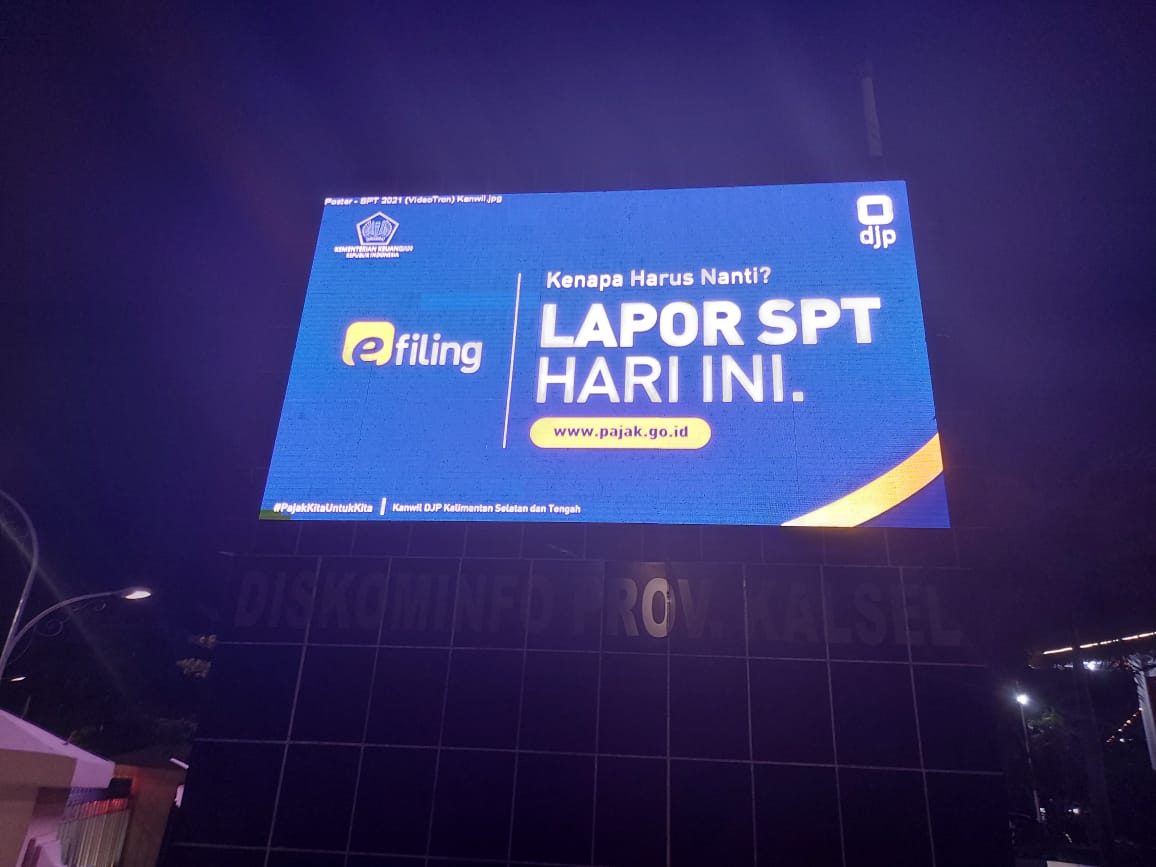 Poster - SPT 2021 (VideoTron) Kanwil.jpg
KEMENTERIAN KEUANGAN
REPUBLIK INDONESIA
djp
efiling
Kenapa Harus Nanti?
LAPOR SPT
HARI INI.
www.pajak.go.id
#PajakKitaUntukKita
Kanwil DJP Kalimantan Selatan dan Tengah
DISKOMINFO PROV. KALSEL